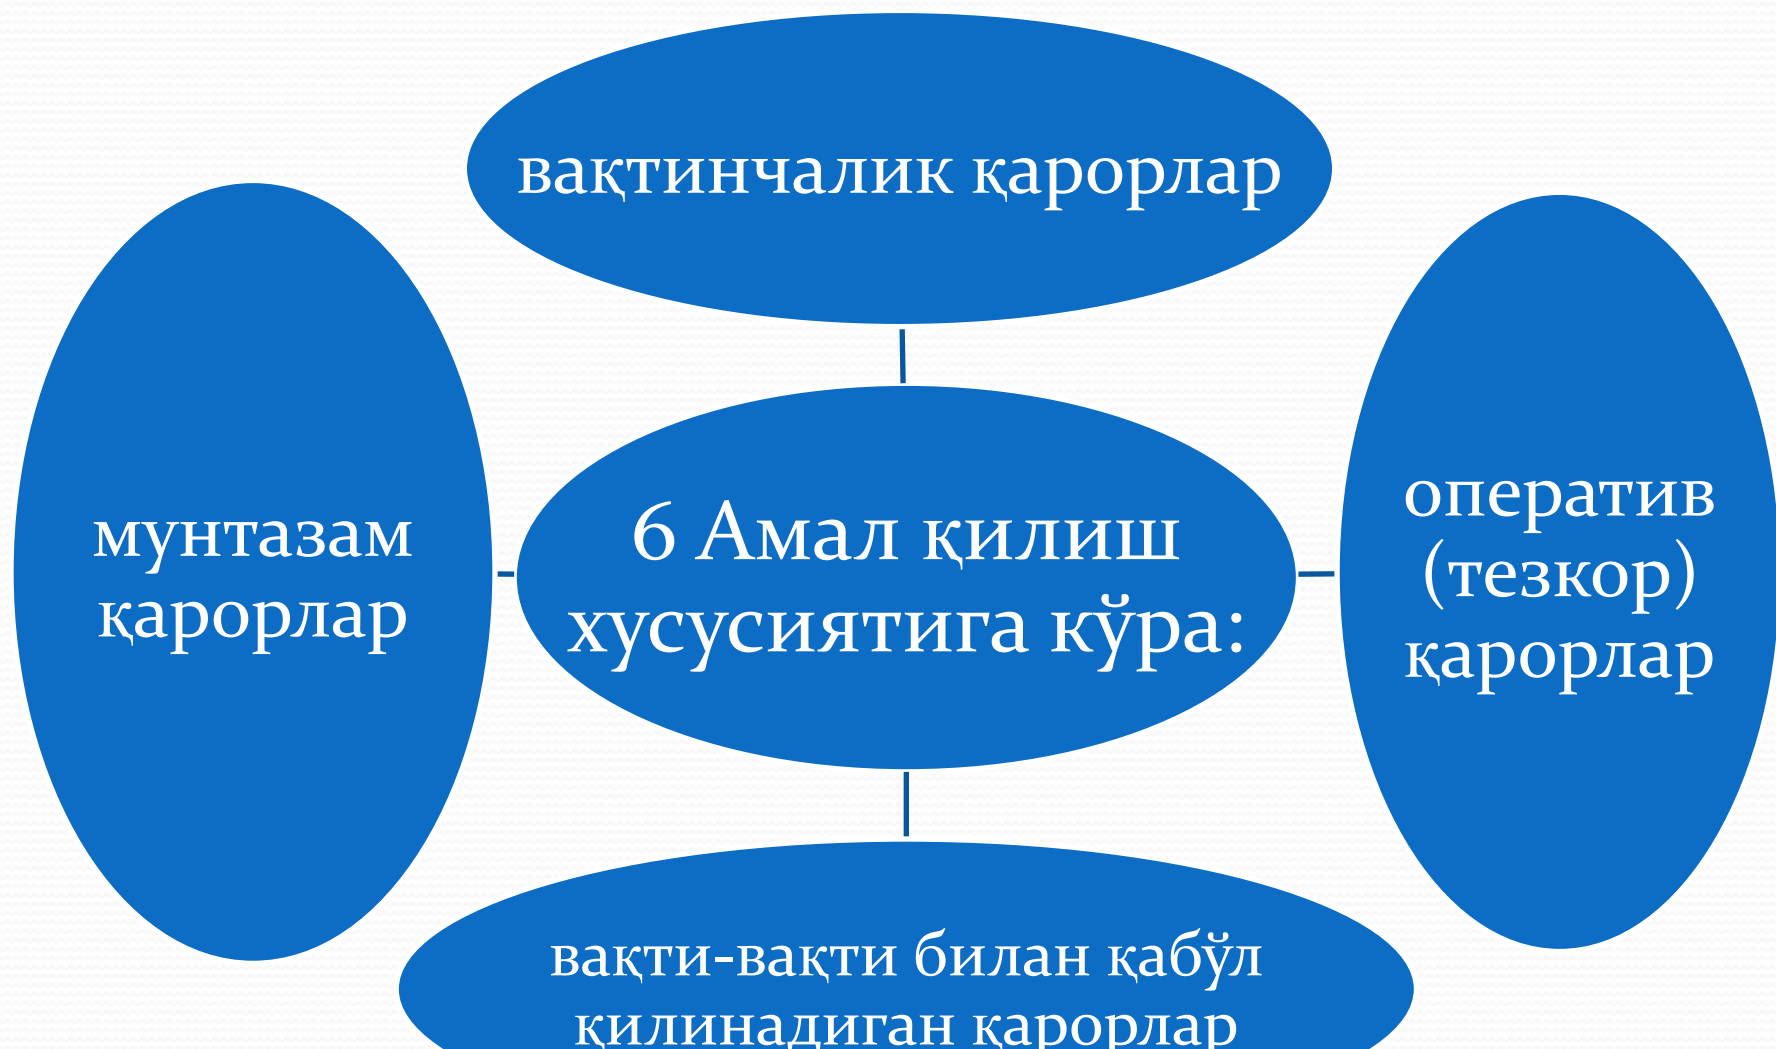 вақтинчалик қарорлар
мунтазам
қарорлар
6 Амал қилиш
хусусиятига кўра:
оператив
(тезкор)
қарорлар
вақти-вақти билан қабўл
қилинадиган қарорлар